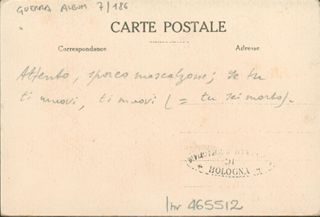 GUERRA ALBUM 7/186
CARTE POSTALE
Correspondance
Adresse
Attento, sporco mascalzone; se tu
ti muovi, ti muovi (= tu sei morto).
DI
BOLOGNA
Inv 465512